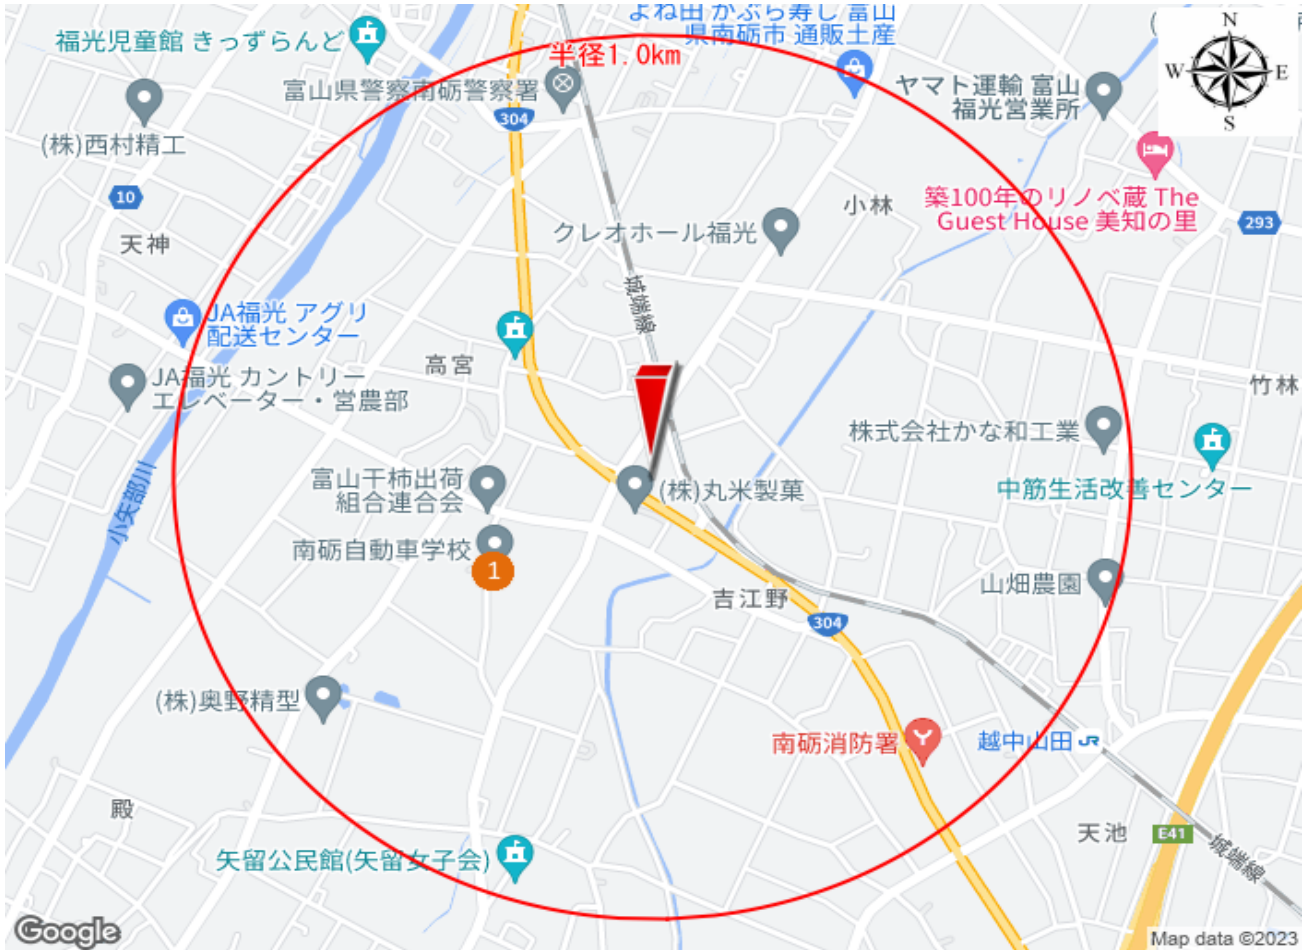 よね田 かぶら寿し 富山
県南砺市 通販土産
福光児童館 きっずらんど
半径1.0km
N
W
E
S
富山県警察南砺警察署
304
ヤマト運輸 富山
福光営業所
(株)西村精工
10
築100年のリノベ蔵 The
Guest House 美知の里
293
小林
クレオホール福光
天神
城端線
JA福光 アグリ
配送センター
高宮
JA福光 カントリー
エレベーター・営農部
竹林
株式会社かな和工業
中筋生活改善センター
富山干柿出荷
組合連合会
(株)丸米製菓
小矢部川
南砺自動車学校
1
山畑農園
吉江野
304
(株)奥野精型
南砺消防署
越中山田
JR
殿
天池
E41
城端線
矢留公民館(矢留女子会)
Google
Map data ©2023